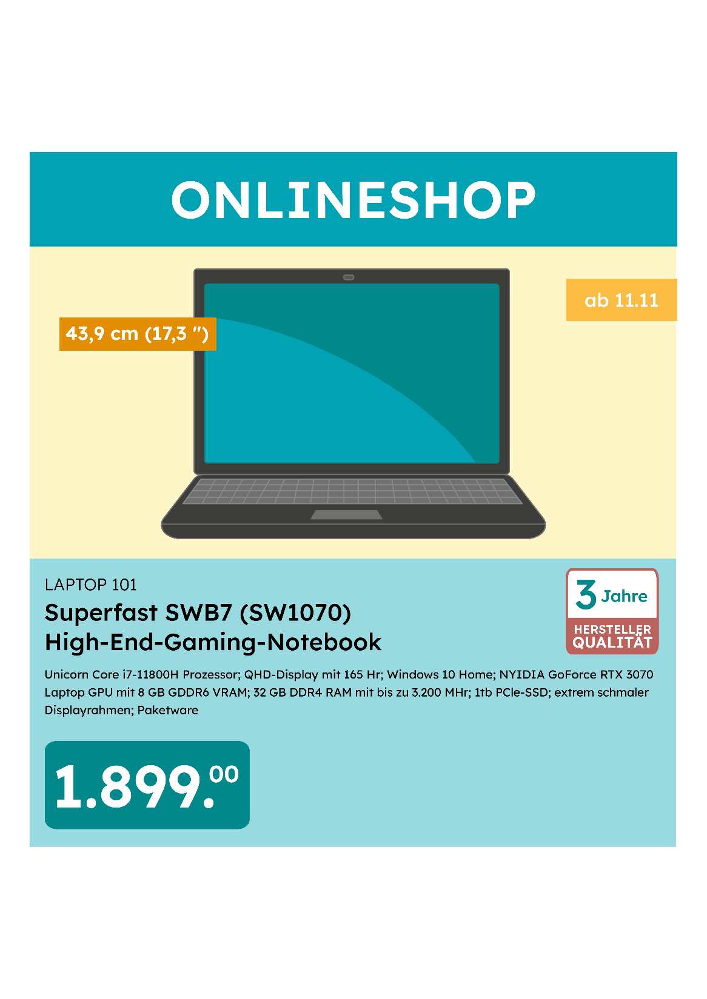 ONLINESHOP
ab 11.11
43,9 cm (17,3 ")
LAPTOP 101
Superfast SWB7 (SW1070)
High-End-Gaming-Notebook
3 Jahre
HERSTELLER
QUALITÄT
Unicorn Core i7-11800H Prozessor; QHD-Display mit 165 Hr; Windows 10 Home; NYIDIA GoForce RTX 3070
Laptop GPU mit 8 GB GDDR6 VRAM; 32 GB DDR4 RAM mit bis zu 3.200 MHr; 1tb PCle-SSD; extrem schmaler
Displayrahmen; Paketware
1.899.00